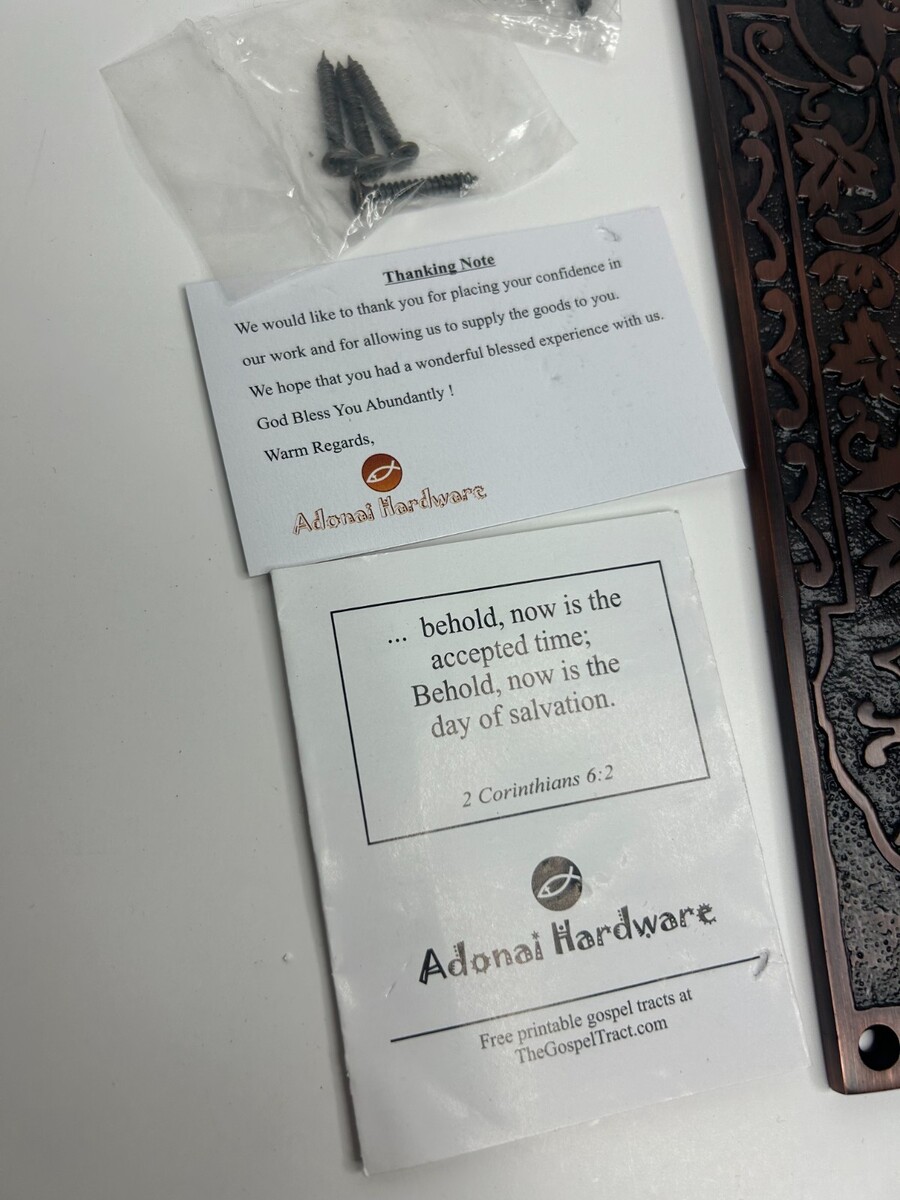 Thanking Note
We would like to thank you for placing your confidence in
our work and for allowing us to supply the goods to you.
We hope that you had a wonderful blessed experience with us.
God Bless You Abundantly !
Warm Regards,
Adonai Hardware
... behold, now is the
accepted time;
Behold, now is the
day of salvation.
2 Corinthians 6:2
Adonai Hardware
Free printable gospel tracts at
TheGospelTract.com